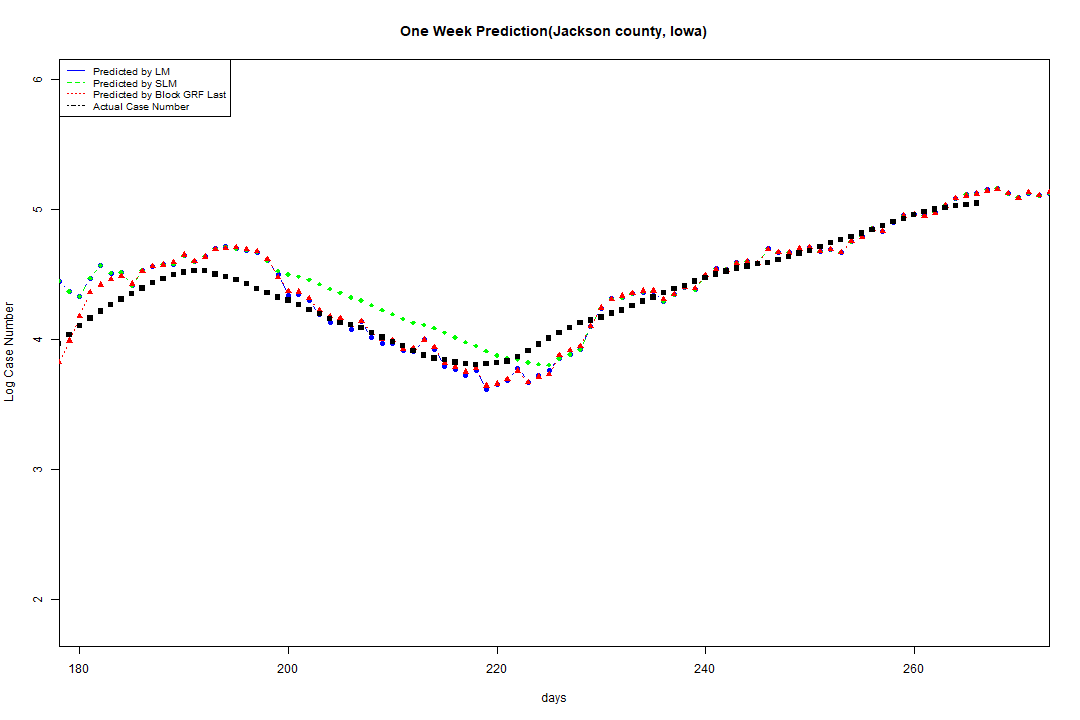 One Week Prediction(Jackson county, Iowa)
Predicted by LM
Predicted by SLM
Predicted by Block GRF Last
Actual Case Number
6
5
4
3
2
Log Case Number
180 200 220 240 260
days